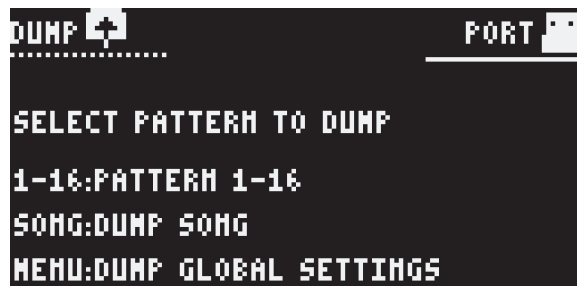 DUMP PORT
SELECT PATTERN TO DUMP
1-16:PATTERN 1-16
SONG:DUMP SONG
MENU:DUMP GLOBAL SETTINGS